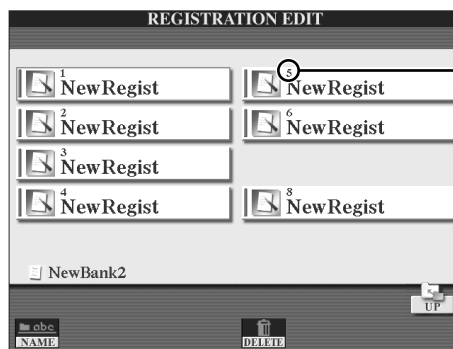 REGISTRATION EDIT
1
NewRegist
2
NewRegist
3
NewRegist
4
NewRegist
5
NewRegist
6
NewRegist
8
NewRegist
NewBank2
UP
abc
NAME
DELETE